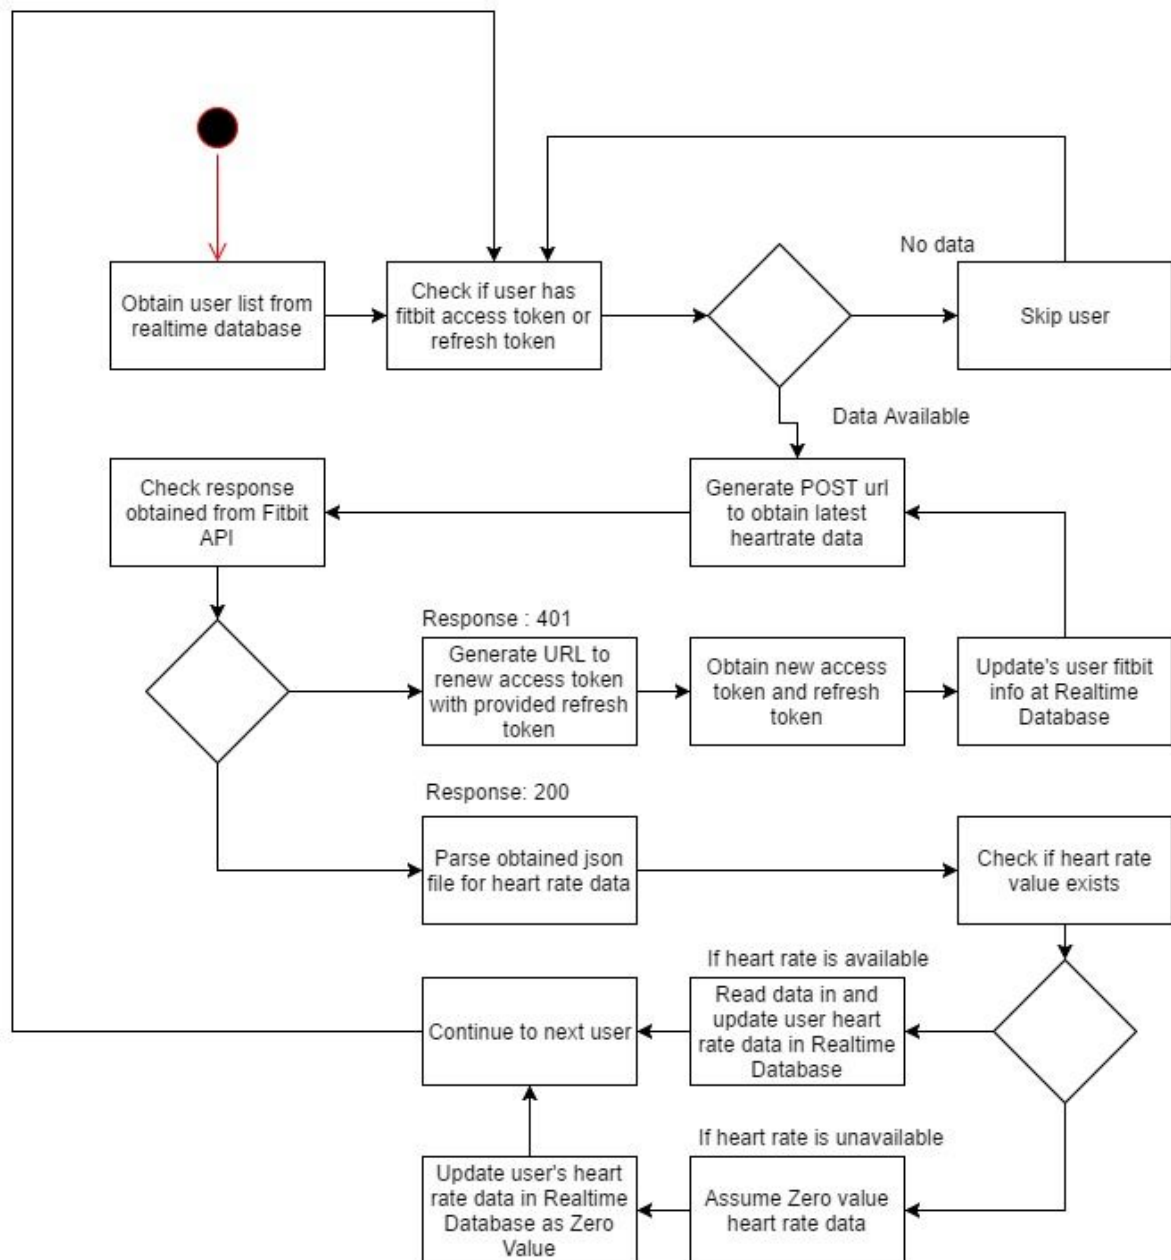 No data
Obtain user list from
realtime database
Check if user has
fitbit access token or
refresh token
Skip user
Data Available
Check response
obtained from Fitbit
API
Generate POST url
to obtain latest
heartrate data
Response : 401
Generate URL to
renew access token
with provided refresh
token
Obtain new access
token and refresh
token
Update's user fitbit
info at Realtime
Database
Response: 200
Parse obtained json
file for heart rate data
Check if heart rate
value exists
If heart rate is available
Continue to next user
Read data in and
update user heart
rate data in Realtime
Database
If heart rate is unavailable
Update user's heart
rate data in Realtime
Database as Zero
Value
Assume Zero value
heart rate data